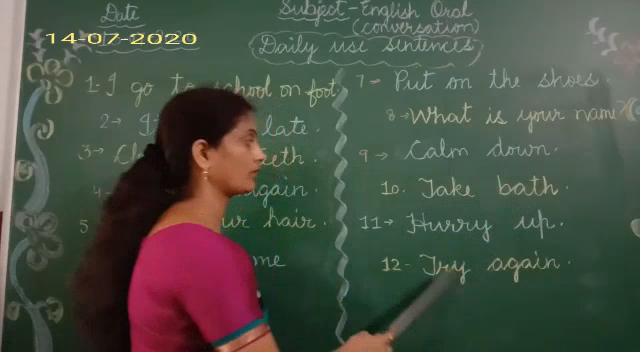 Date
14-07-2020
Subject-English Oral
(conversation)
Daily use sentences
1. I go to school on foot.
2→ late.
3→ teeth.
4- again.
5 hair.
me
7- Put on the shoes.
8→ What is your name?
9→ Calm down.
10. Take bath.
11→ Hurry up.
12- Try again.